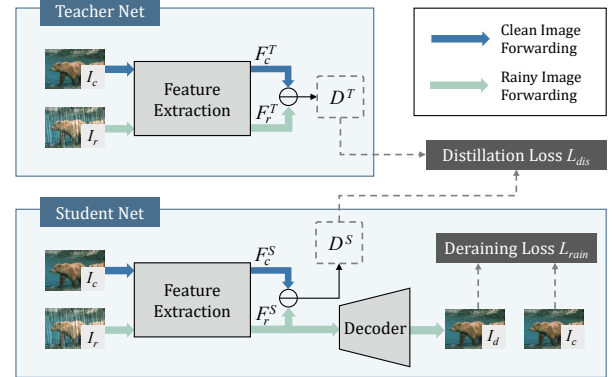 Teacher Net
I_c
I_r
Feature
Extraction
F_c^T
F_r^T
D^T
Clean Image
Forwarding
Rainy Image
Forwarding
Distillation Loss L_dis
Student Net
I_c
I_r
Feature
Extraction
F_c^S
F_r^S
D^S
Decoder
Deraining Loss L_rain
I_d
I_c